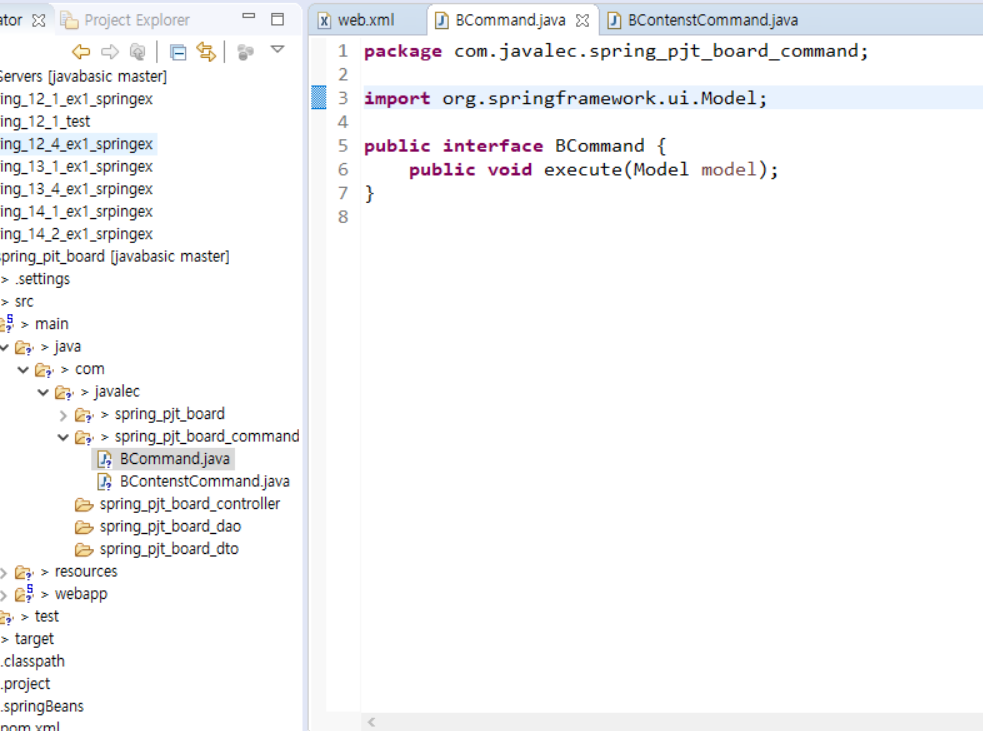 ator Project Explorer
Servers [javabasic master]
ing_12_1_ex1_springex
ing_12_1_test
ing_12_4_ex1_springex
ing_13_1_ex1_springex
ing_13_4_ex1_srpingex
ing_14_1_ex1_srpingex
ing_14_2_ex1_srpingex
spring_pit_board [javabasic master]
> .settings
> src
> main
> java
> com
> javalec
> spring_pjt_board
> spring_pjt_board_command
BCommand.java
BContenstCommand.java
spring_pjt_board_controller
spring_pjt_board_dao
spring_pjt_board_dto
> resources
> webapp
> test
> target
.classpath
.project
.springBeans
pom.xml
web.xml BCommand.java BContenstCommand.java
1 package com.javalec.spring_pjt_board_command;
2
3 import org.springframework.ui.Model;
4
5 public interface BCommand {
6 public void execute(Model model);
7 }
8